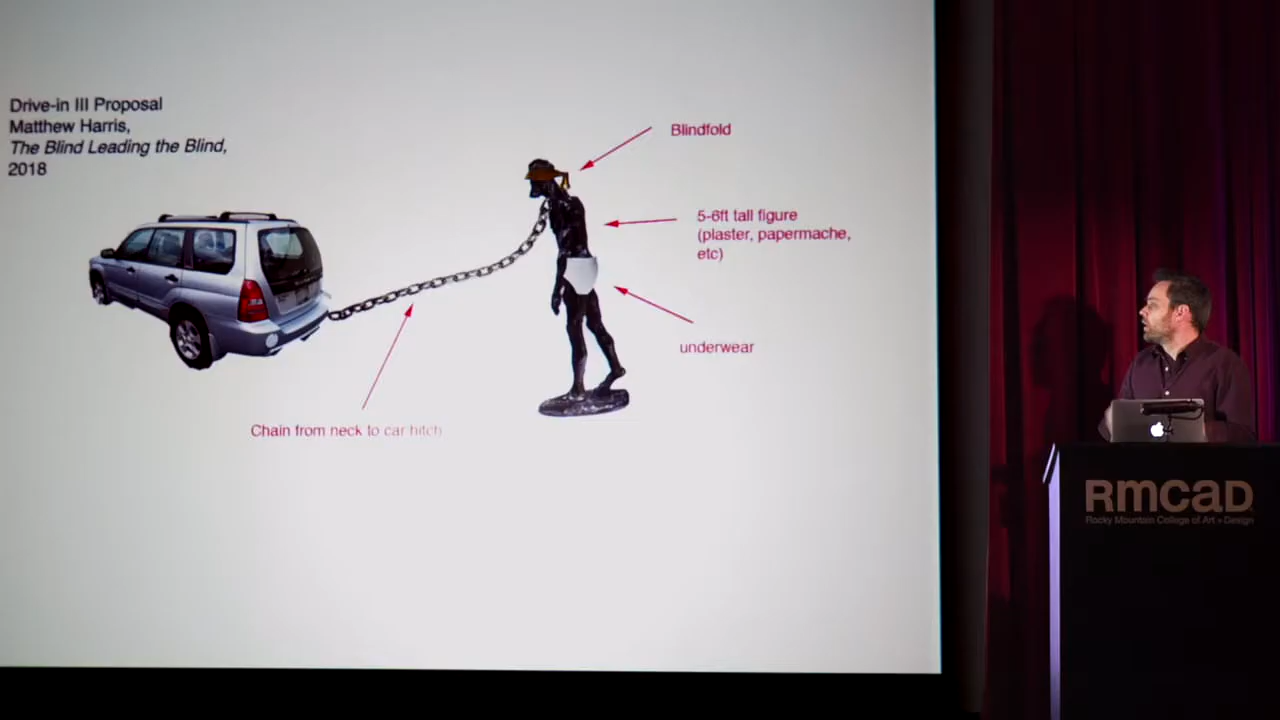 Drive-in III Proposal
Matthew Harris,
The Blind Leading the Blind,
2018
Blindfold
5-6ft tall figure
(plaster, papermache,
etc)
underwear
Chain from neck to car hitch
RMCAD
Rocky Mountain College of Art + Design